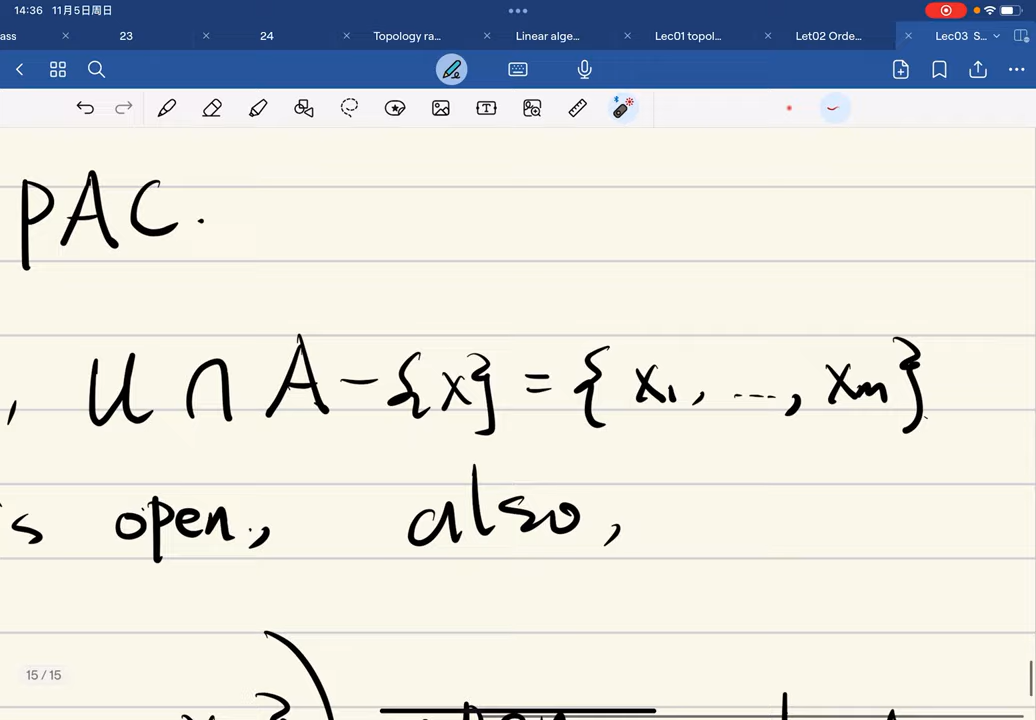 14:36 11月5日周日
ass 23 24 Topology ra... Linear alge... Lec01 topol... Let02 Orde... Lec03 S...
PAC.
, U ∩ A - {x} = {x₁, ..., xₘ}
s open, also,
15 / 15